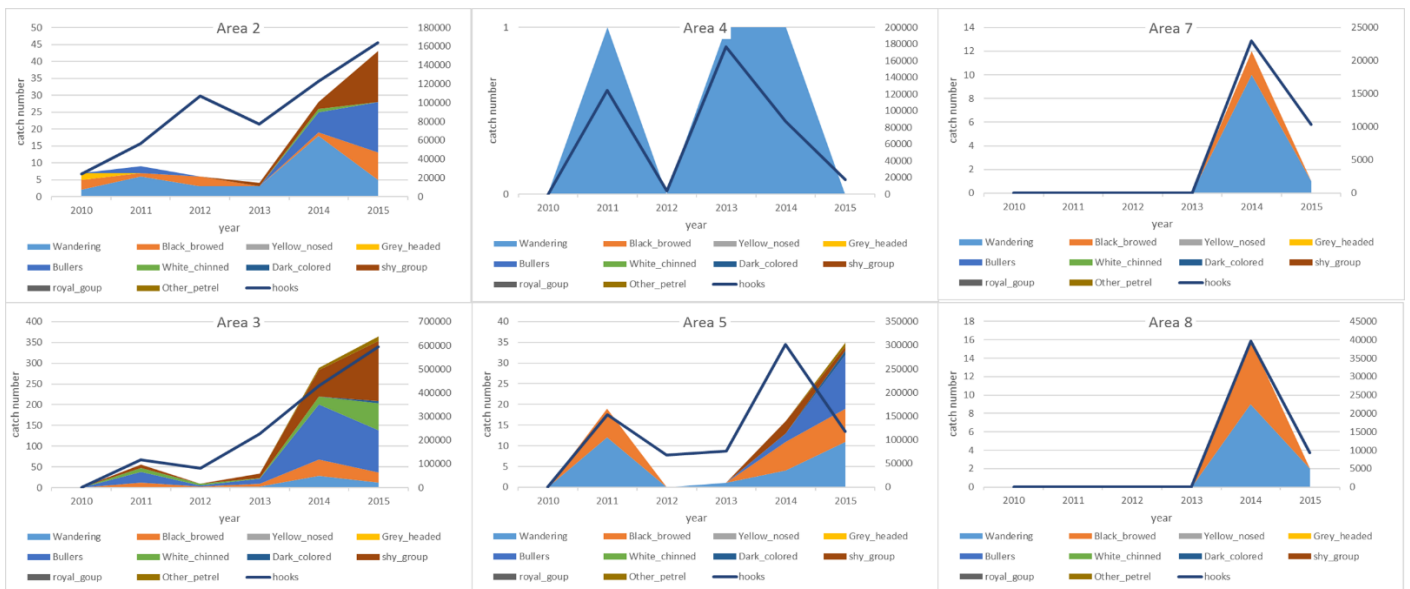 Area 2
catch number
50
45
40
35
30
25
20
15
10
5
0
180000
160000
140000
120000
100000
80000
60000
40000
20000
0
2010 2011 2012 2013 2014 2015
year
Wandering Black_browed Yellow_nosed Grey_headed
Bullers White_chinned Dark_colored shy_group
royal_goup Other_petrel hooks
Area 4
catch number
1
0
200000
180000
160000
140000
120000
100000
80000
60000
40000
20000
0
2010 2011 2012 2013 2014 2015
year
Wandering Black_browed Yellow_nosed Grey_headed
Bullers White_chinned Dark_colored shy_group
royal_goup Other_petrel hooks
Area 7
catch number
14
12
10
8
6
4
2
0
25000
20000
15000
10000
5000
0
2010 2011 2012 2013 2014 2015
year
Wandering Black_browed Yellow_nosed Grey_headed
Bullers White_chinned Dark_colored shy_group
royal_goup Other_petrel hooks
Area 3
catch number
400
350
300
250
200
150
100
50
0
700000
600000
500000
400000
300000
200000
100000
0
2010 2011 2012 2013 2014 2015
year
Wandering Black_browed Yellow_nosed Grey_headed
Bullers White_chinned Dark_colored shy_group
royal_goup Other_petrel hooks
Area 5
catch number
40
35
30
25
20
15
10
5
0
350000
300000
250000
200000
150000
100000
50000
0
2010 2011 2012 2013 2014 2015
year
Wandering Black_browed Yellow_nosed Grey_headed
Bullers White_chinned Dark_colored shy_group
royal_goup Other_petrel hooks
Area 8
catch number
18
16
14
12
10
8
6
4
2
0
45000
40000
35000
30000
25000
20000
15000
10000
5000
0
2010 2011 2012 2013 2014 2015
year
Wandering Black_browed Yellow_nosed Grey_headed
Bullers White_chinned Dark_colored shy_group
royal_goup Other_petrel hooks